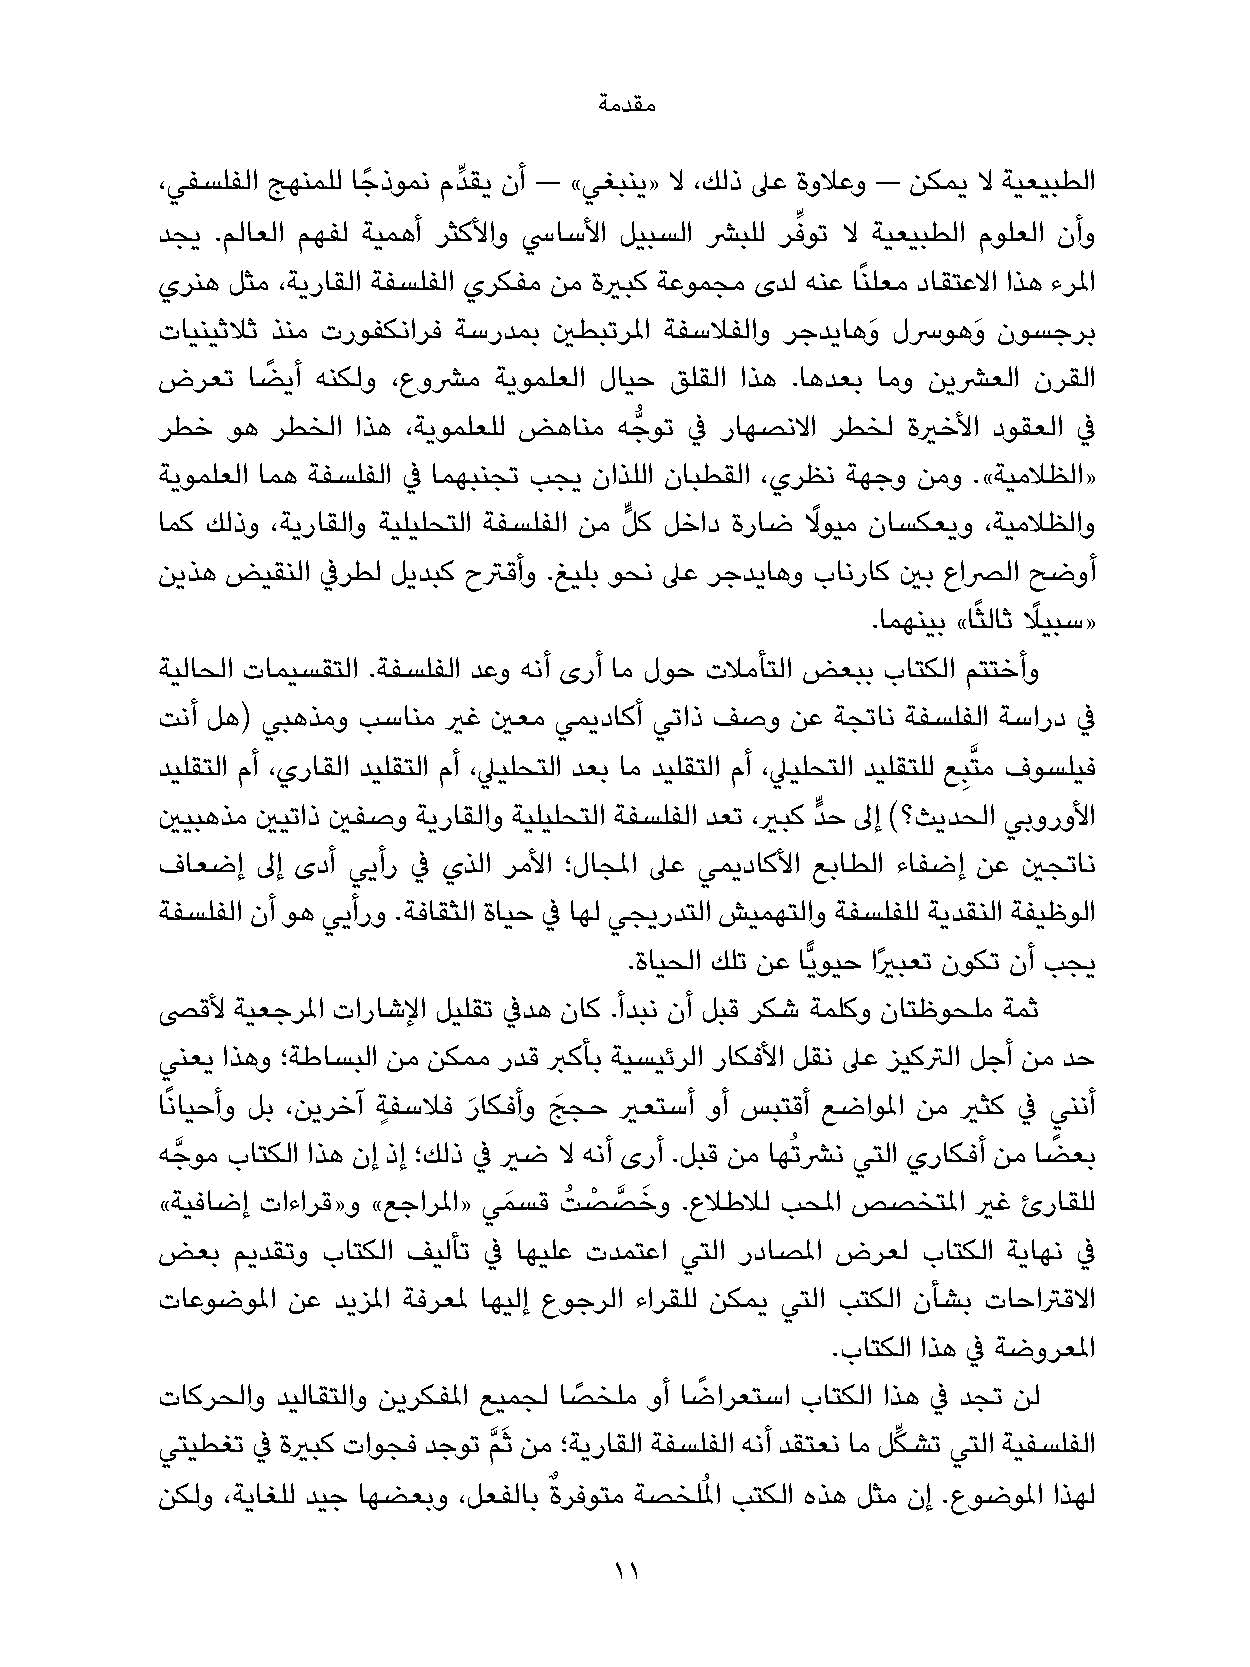 مقدمة
الطبيعية لا يمكن — وعلاوة على ذلك، لا «ينبغي» — أن يقدِّم نموذجًا للمنهج الفلسفي،
وأن العلوم الطبيعية لا توفِّر للبشر السبيل الأساسي والأكثر أهمية لفهم العالم. يجد
المرء هذا الاعتقاد معلنًا عنه لدى مجموعة كبيرة من مفكري الفلسفة القارية، مثل هنري
برجسون وَهوسرل وَهايدجر والفلاسفة المرتبطين بمدرسة فرانكفورت منذ ثلاثينيات
القرن العشرين وما بعدها. هذا القلق حيال العلموية مشروع، ولكنه أيضًا تعرض
في العقود الأخيرة لخطر الانصهار في توجُّه مناهض للعلموية، هذا الخطر هو خطر
«الظلامية». ومن وجهة نظري، القطبان اللذان يجب تجنبهما في الفلسفة هما العلموية
والظلامية، ويعكسان ميولًا ضارة داخل كلٍّ من الفلسفة التحليلية والقارية، وذلك كما
أوضح الصراع بين كارناب وهايدجر على نحو بليغ. وأقترح كبديل لطرفي النقيض هذين
«سبيلًا ثالثًا» بينهما.
وأختتم الكتاب ببعض التأملات حول ما أرى أنه وعد الفلسفة. التقسيمات الحالية
في دراسة الفلسفة ناتجة عن وصف ذاتي أكاديمي معين غير مناسب ومذهبي (هل أنت
فيلسوف متَّبِع للتقليد التحليلي، أم التقليد ما بعد التحليلي، أم التقليد القاري، أم التقليد
الأوروبي الحديث؟) إلى حدٍّ كبير، تعد الفلسفة التحليلية والقارية وصفين ذاتيين مذهبيين
ناتجين عن إضفاء الطابع الأكاديمي على المجال؛ الأمر الذي في رأيي أدى إلى إضعاف
الوظيفة النقدية للفلسفة والتهميش التدريجي لها في حياة الثقافة. ورأيي هو أن الفلسفة
يجب أن تكون تعبيرًا حيويًّا عن تلك الحياة.
ثمة ملحوظتان وكلمة شكر قبل أن نبدأ. كان هدفي تقليل الإشارات المرجعية لأقصى
حد من أجل التركيز على نقل الأفكار الرئيسية بأكبر قدر ممكن من البساطة؛ وهذا يعني
أنني في كثير من المواضع أقتبس أو أستعير حججَ وأفكارَ فلاسفةٍ آخرين، بل وأحيانًا
بعضًا من أفكاري التي نشرتُها من قبل. أرى أنه لا ضير في ذلك؛ إذ إن هذا الكتاب موجَّه
للقارئ غير المتخصص المحب للاطلاع. وخَصَّصْتُ قسمَي «المراجع» و«قراءات إضافية»
في نهاية الكتاب لعرض المصادر التي اعتمدت عليها في تأليف الكتاب وتقديم بعض
الاقتراحات بشأن الكتب التي يمكن للقراء الرجوع إليها لمعرفة المزيد عن الموضوعات
المعروضة في هذا الكتاب.
لن تجد في هذا الكتاب استعراضًا أو ملخصًا لجميع المفكرين والتقاليد والحركات
الفلسفية التي تشكِّل ما نعتقد أنه الفلسفة القارية؛ من ثَمَّ توجد فجوات كبيرة في تغطيتي
لهذا الموضوع. إن مثل هذه الكتب المُلخصة متوفرةٌ بالفعل، وبعضها جيد للغاية، ولكن
١١